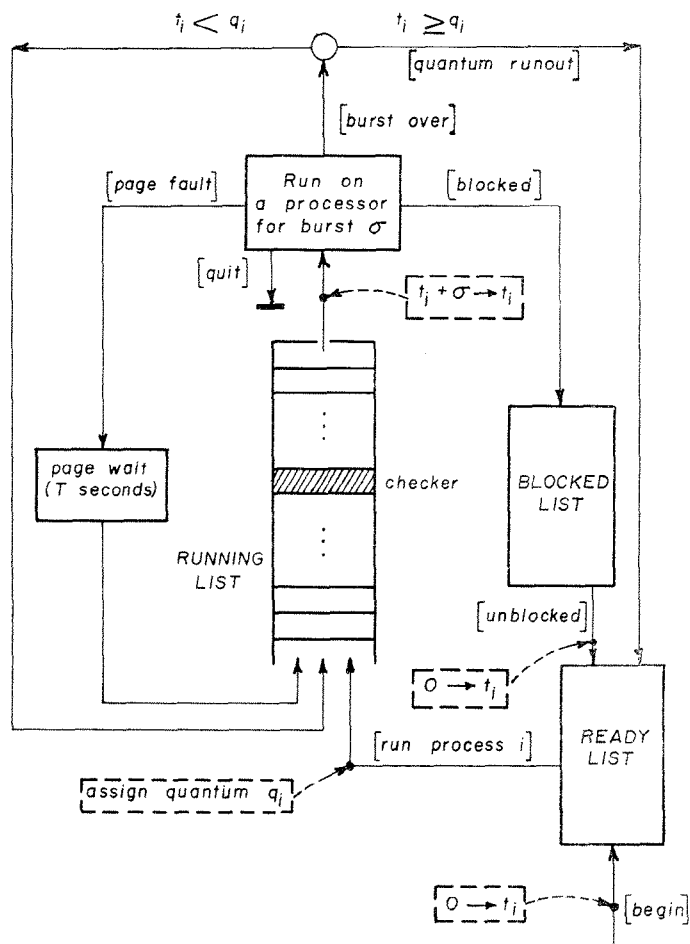 tᵢ < qᵢ
tᵢ ≥ qᵢ
[quantum runout]
[burst over]
[page fault]
Run on
a processor
for burst σ
[blocked]
[quit]
tᵢ + σ → tᵢ
page wait
(T seconds)
checker
BLOCKED
LIST
RUNNING
LIST
[unblocked]
O → tᵢ
[run process i]
READY
LIST
assign quantum qᵢ
O → tᵢ
[begin]